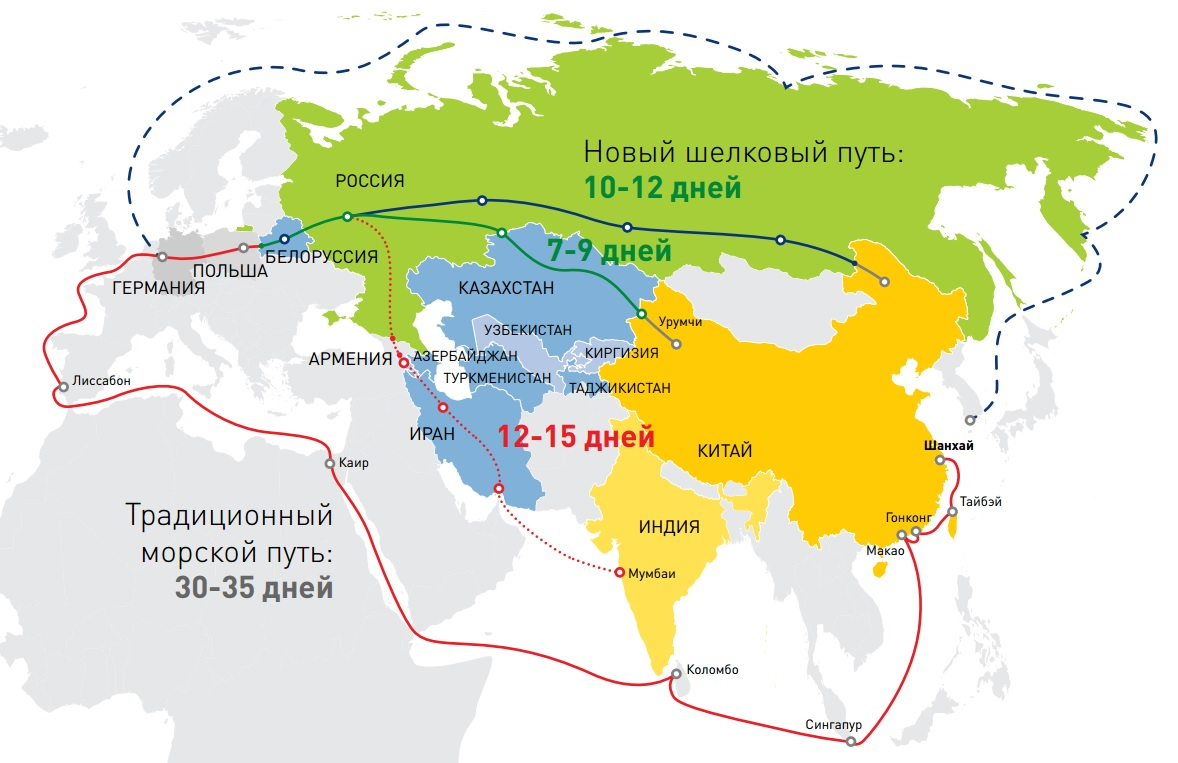 Новый шелковый путь:
10-12 дней
РОССИЯ
7-9 дней
БЕЛОРУССИЯ
ПОЛЬША
ГЕРМАНИЯ
КАЗАХСТАН
Урумчи
УЗБЕКИСТАН
КИРГИЗИЯ
АРМЕНИЯ
АЗЕРБАЙДЖАН
ТУРКМЕНИСТАН
ТАДЖИКИСТАН
Лиссабон
ИРАН
12-15 дней
КИТАЙ
Шанхай
Каир
Тайбэй
Гонконг
Макао
Традиционный
морской путь:
30-35 дней
ИНДИЯ
Мумбаи
Коломбо
Сингапур